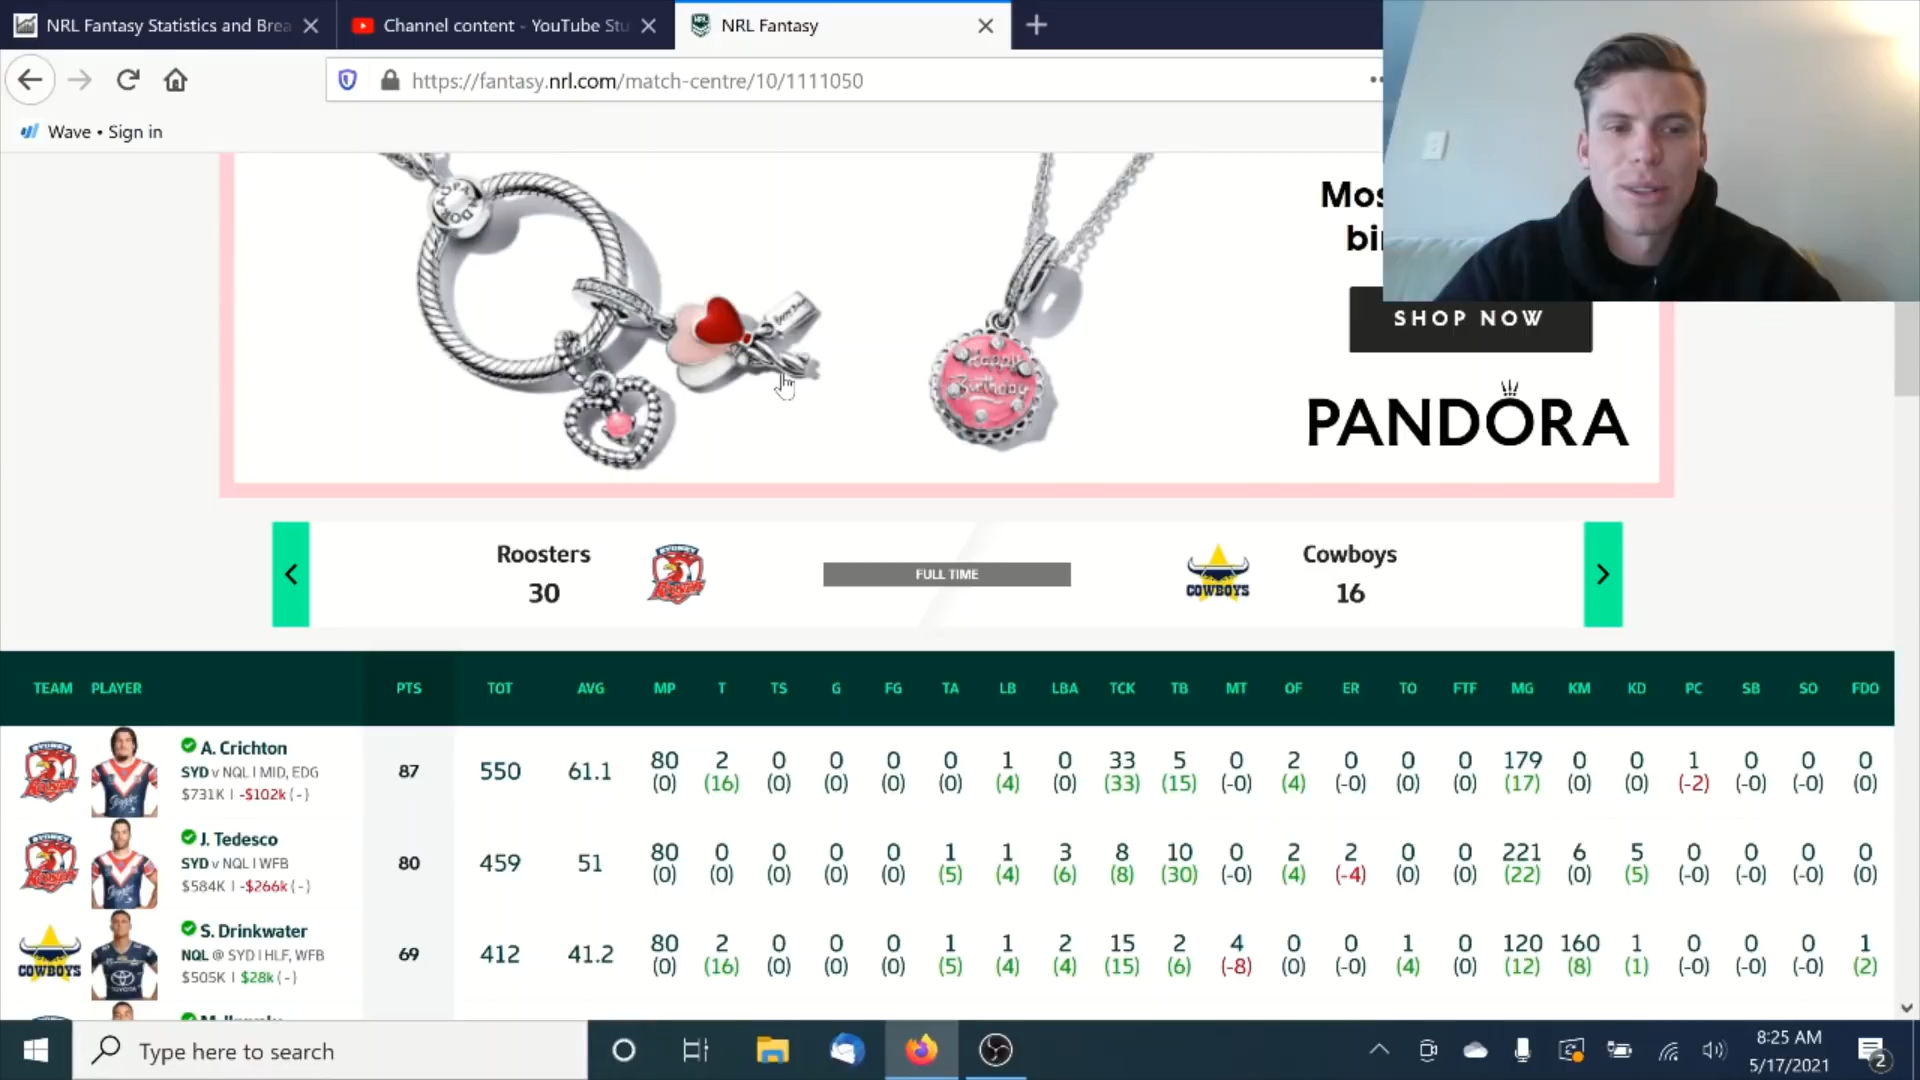 NRL Fantasy Statistics and Brea
Channel content - YouTube Stu
NRL Fantasy
https://fantasy.nrl.com/match-centre/10/1111050
Wave • Sign in
PANDORA
Happy
Birthday
Mos
bi
SHOP NOW
PANDORA
Roosters
30
FULL TIME
Cowboys
16
COWBOYS
TEAM PLAYER PTS TOT AVG MP T TS G FG TA LB LBA TCK TB MT OF ER TO FTF MG KM KD PC SB SO FDO
A. Crichton
SYD v NQL | MID, EDG
$731K | -$102k (-)
87 550 61.1
80 2 0 0 0 0 1 0 33 5 0 2 0 0 0 179 0 0 1 0 0 0
(0) (16) (0) (0) (0) (0) (4) (0) (33) (15) (-0) (4) (-0) (0) (0) (17) (0) (0) (-2) (-0) (-0) (0)
J. Tedesco
SYD v NQL | WFB
$584K | -$266k (-)
80 459 51
80 0 0 0 0 1 1 3 8 10 0 2 2 0 0 221 6 5 0 0 0 0
(0) (0) (0) (0) (0) (5) (4) (6) (8) (30) (-0) (4) (-4) (0) (0) (22) (0) (5) (-0) (-0) (-0) (0)
COWBOYS
S. Drinkwater
NQL @ SYD | HLF, WFB
$505K | $28k (-)
69 412 41.2
80 2 0 0 0 1 1 2 15 2 4 0 0 1 0 120 160 1 0 0 0 1
(0) (16) (0) (0) (0) (5) (4) (4) (15) (6) (-8) (0) (-0) (4) (0) (12) (8) (1) (-0) (-0) (-0) (2)
Type here to search
8:25 AM
5/17/2021
2